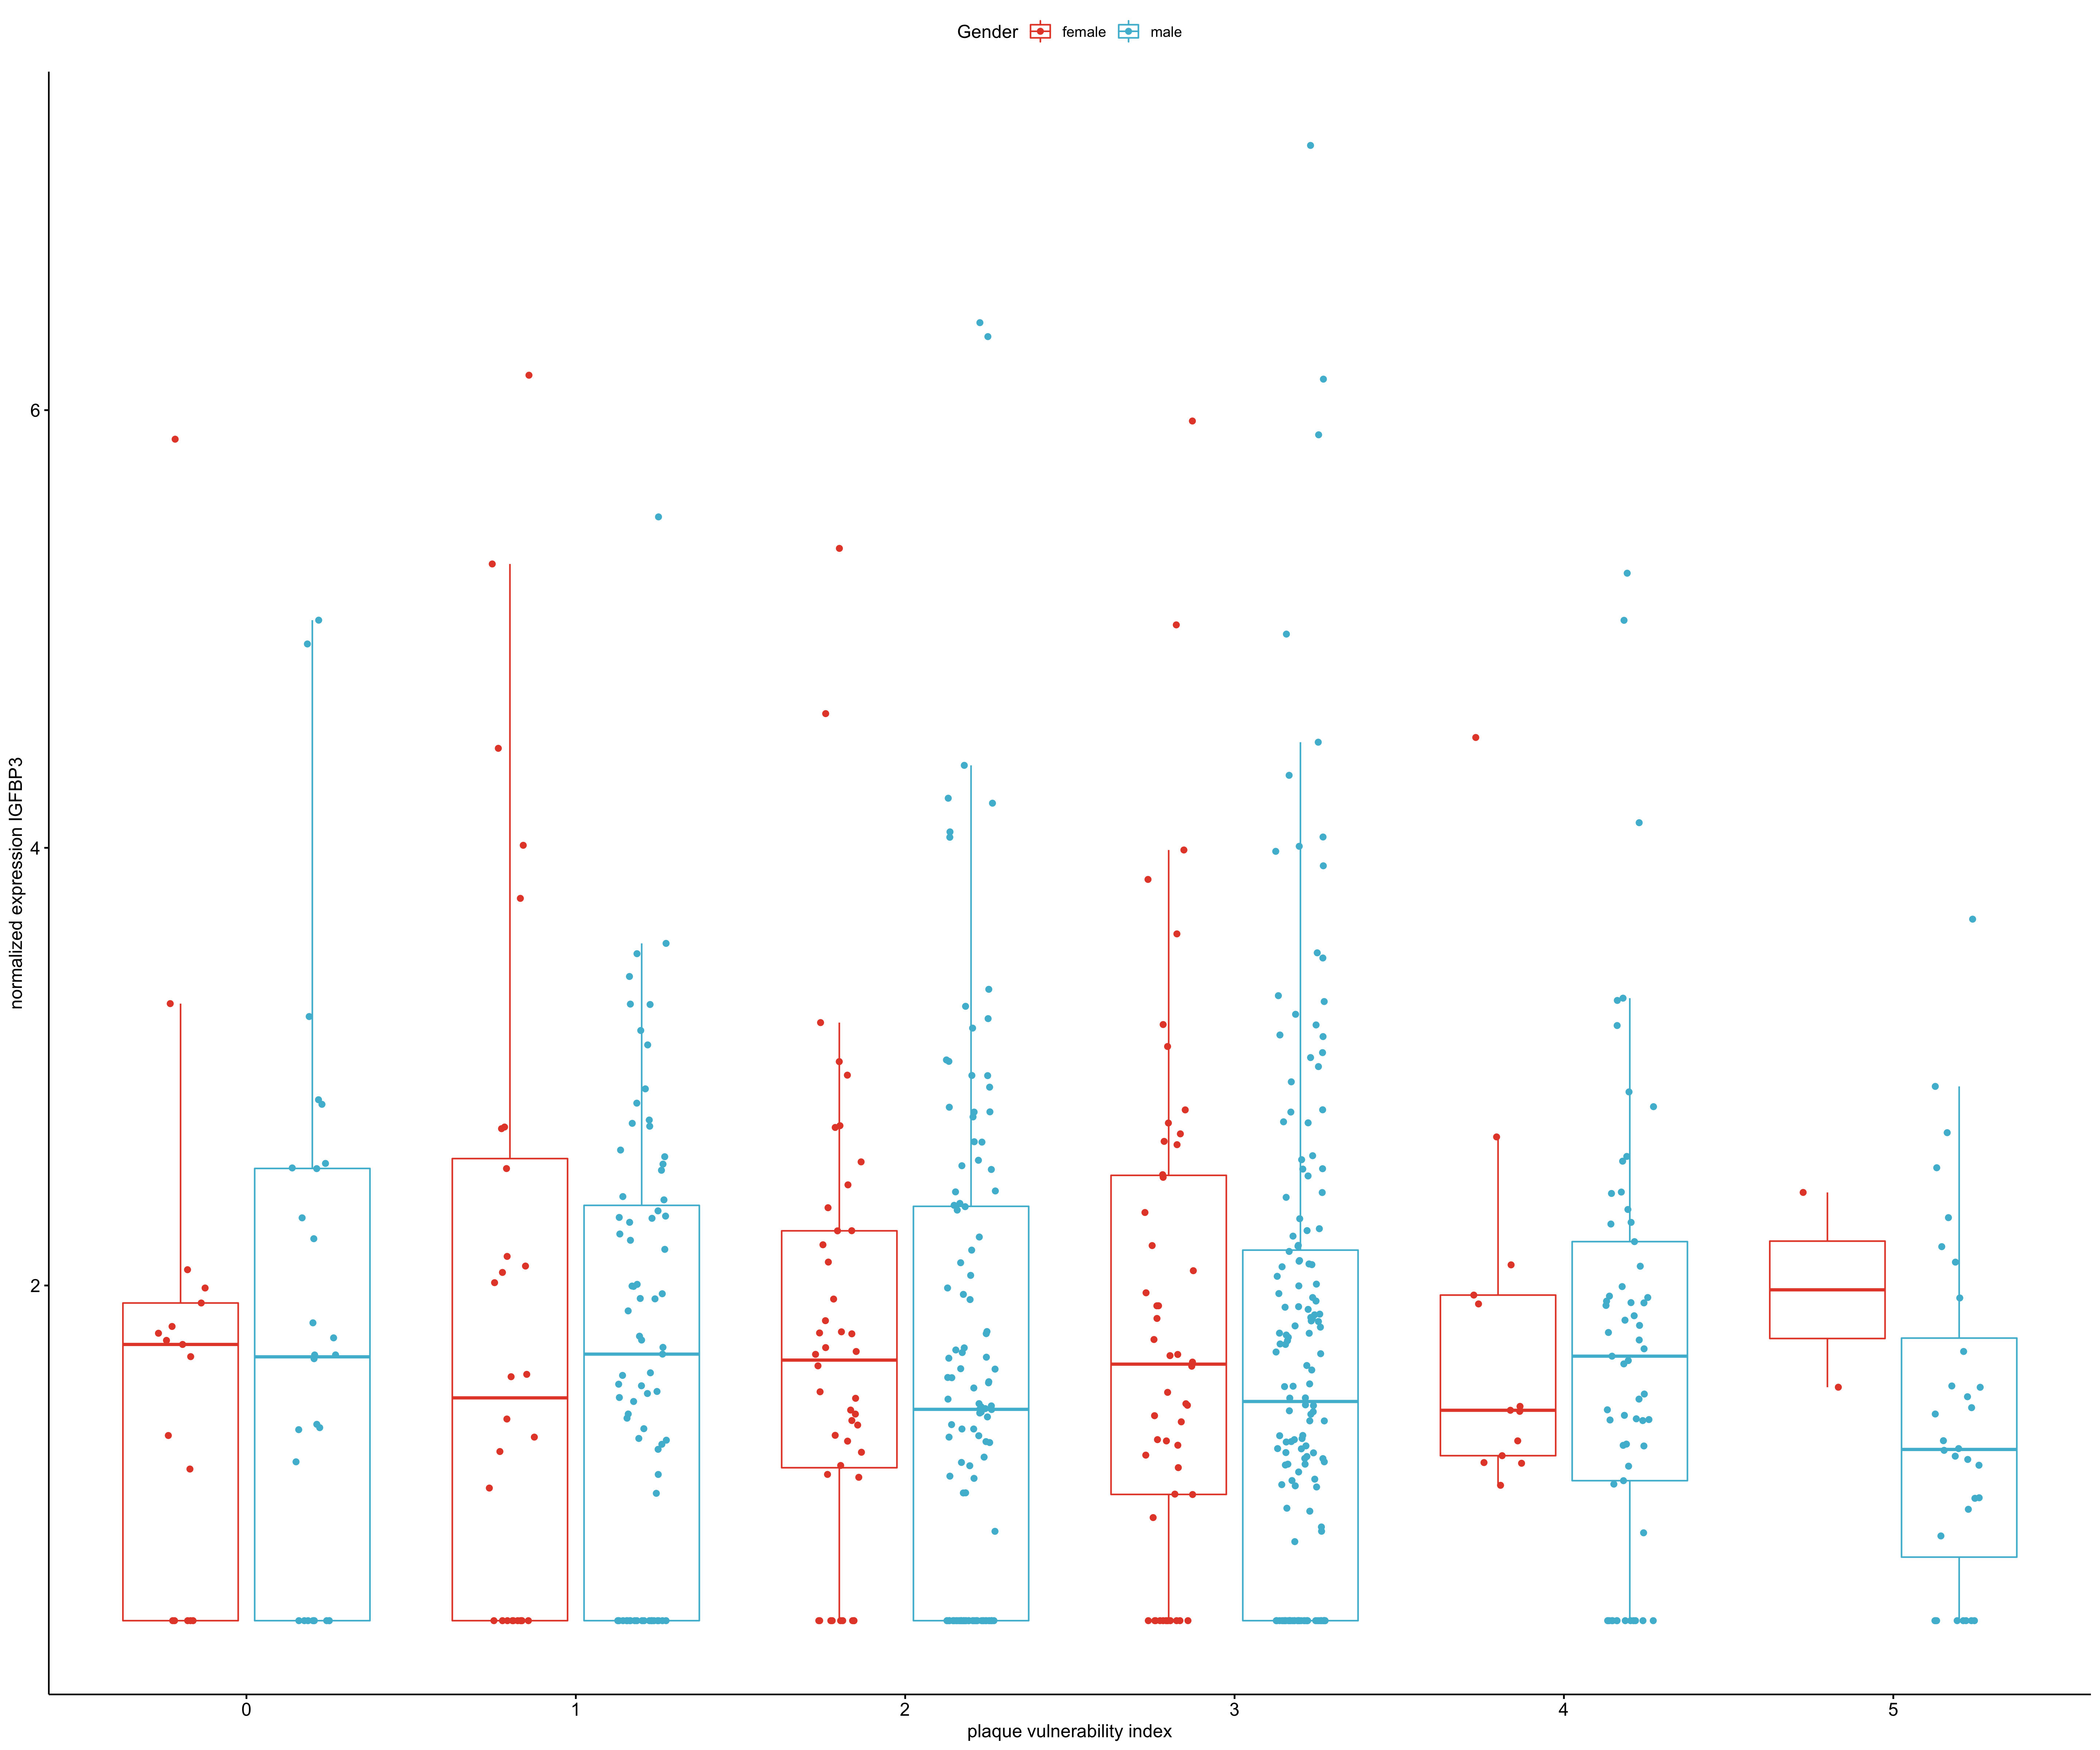 Gender female male
normalized expression IGFBP3
6
4
2
0 1 2 3 4 5
plaque vulnerability index